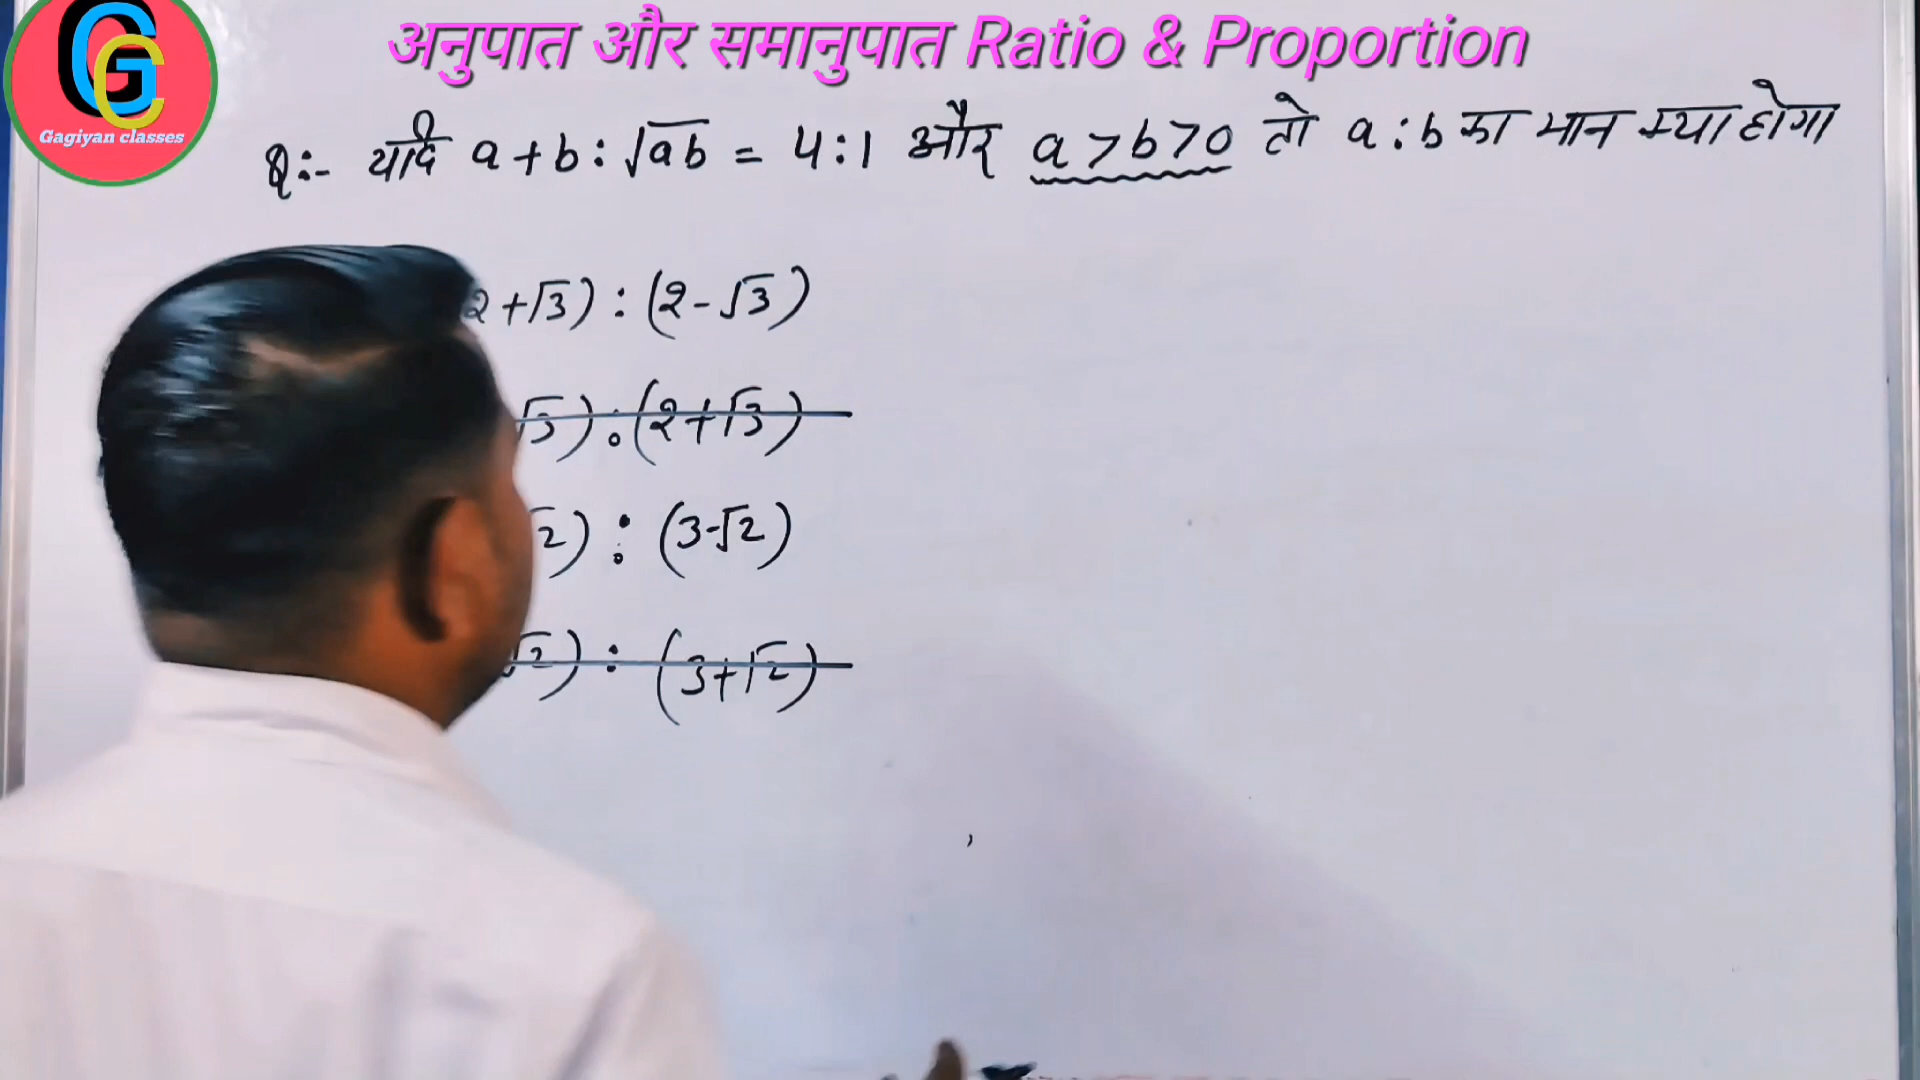 अनुपात और समानुपात Ratio & Proportion
GC
Gagiyan classes
Q:- यदि a+b : √ab = 4:1 और a>b>0 तो a:b का मान क्या होगा
2+√3) : (2-√3)
√3) : (2+√3)
√2) : (3-√2)
√2) : (3+√2)